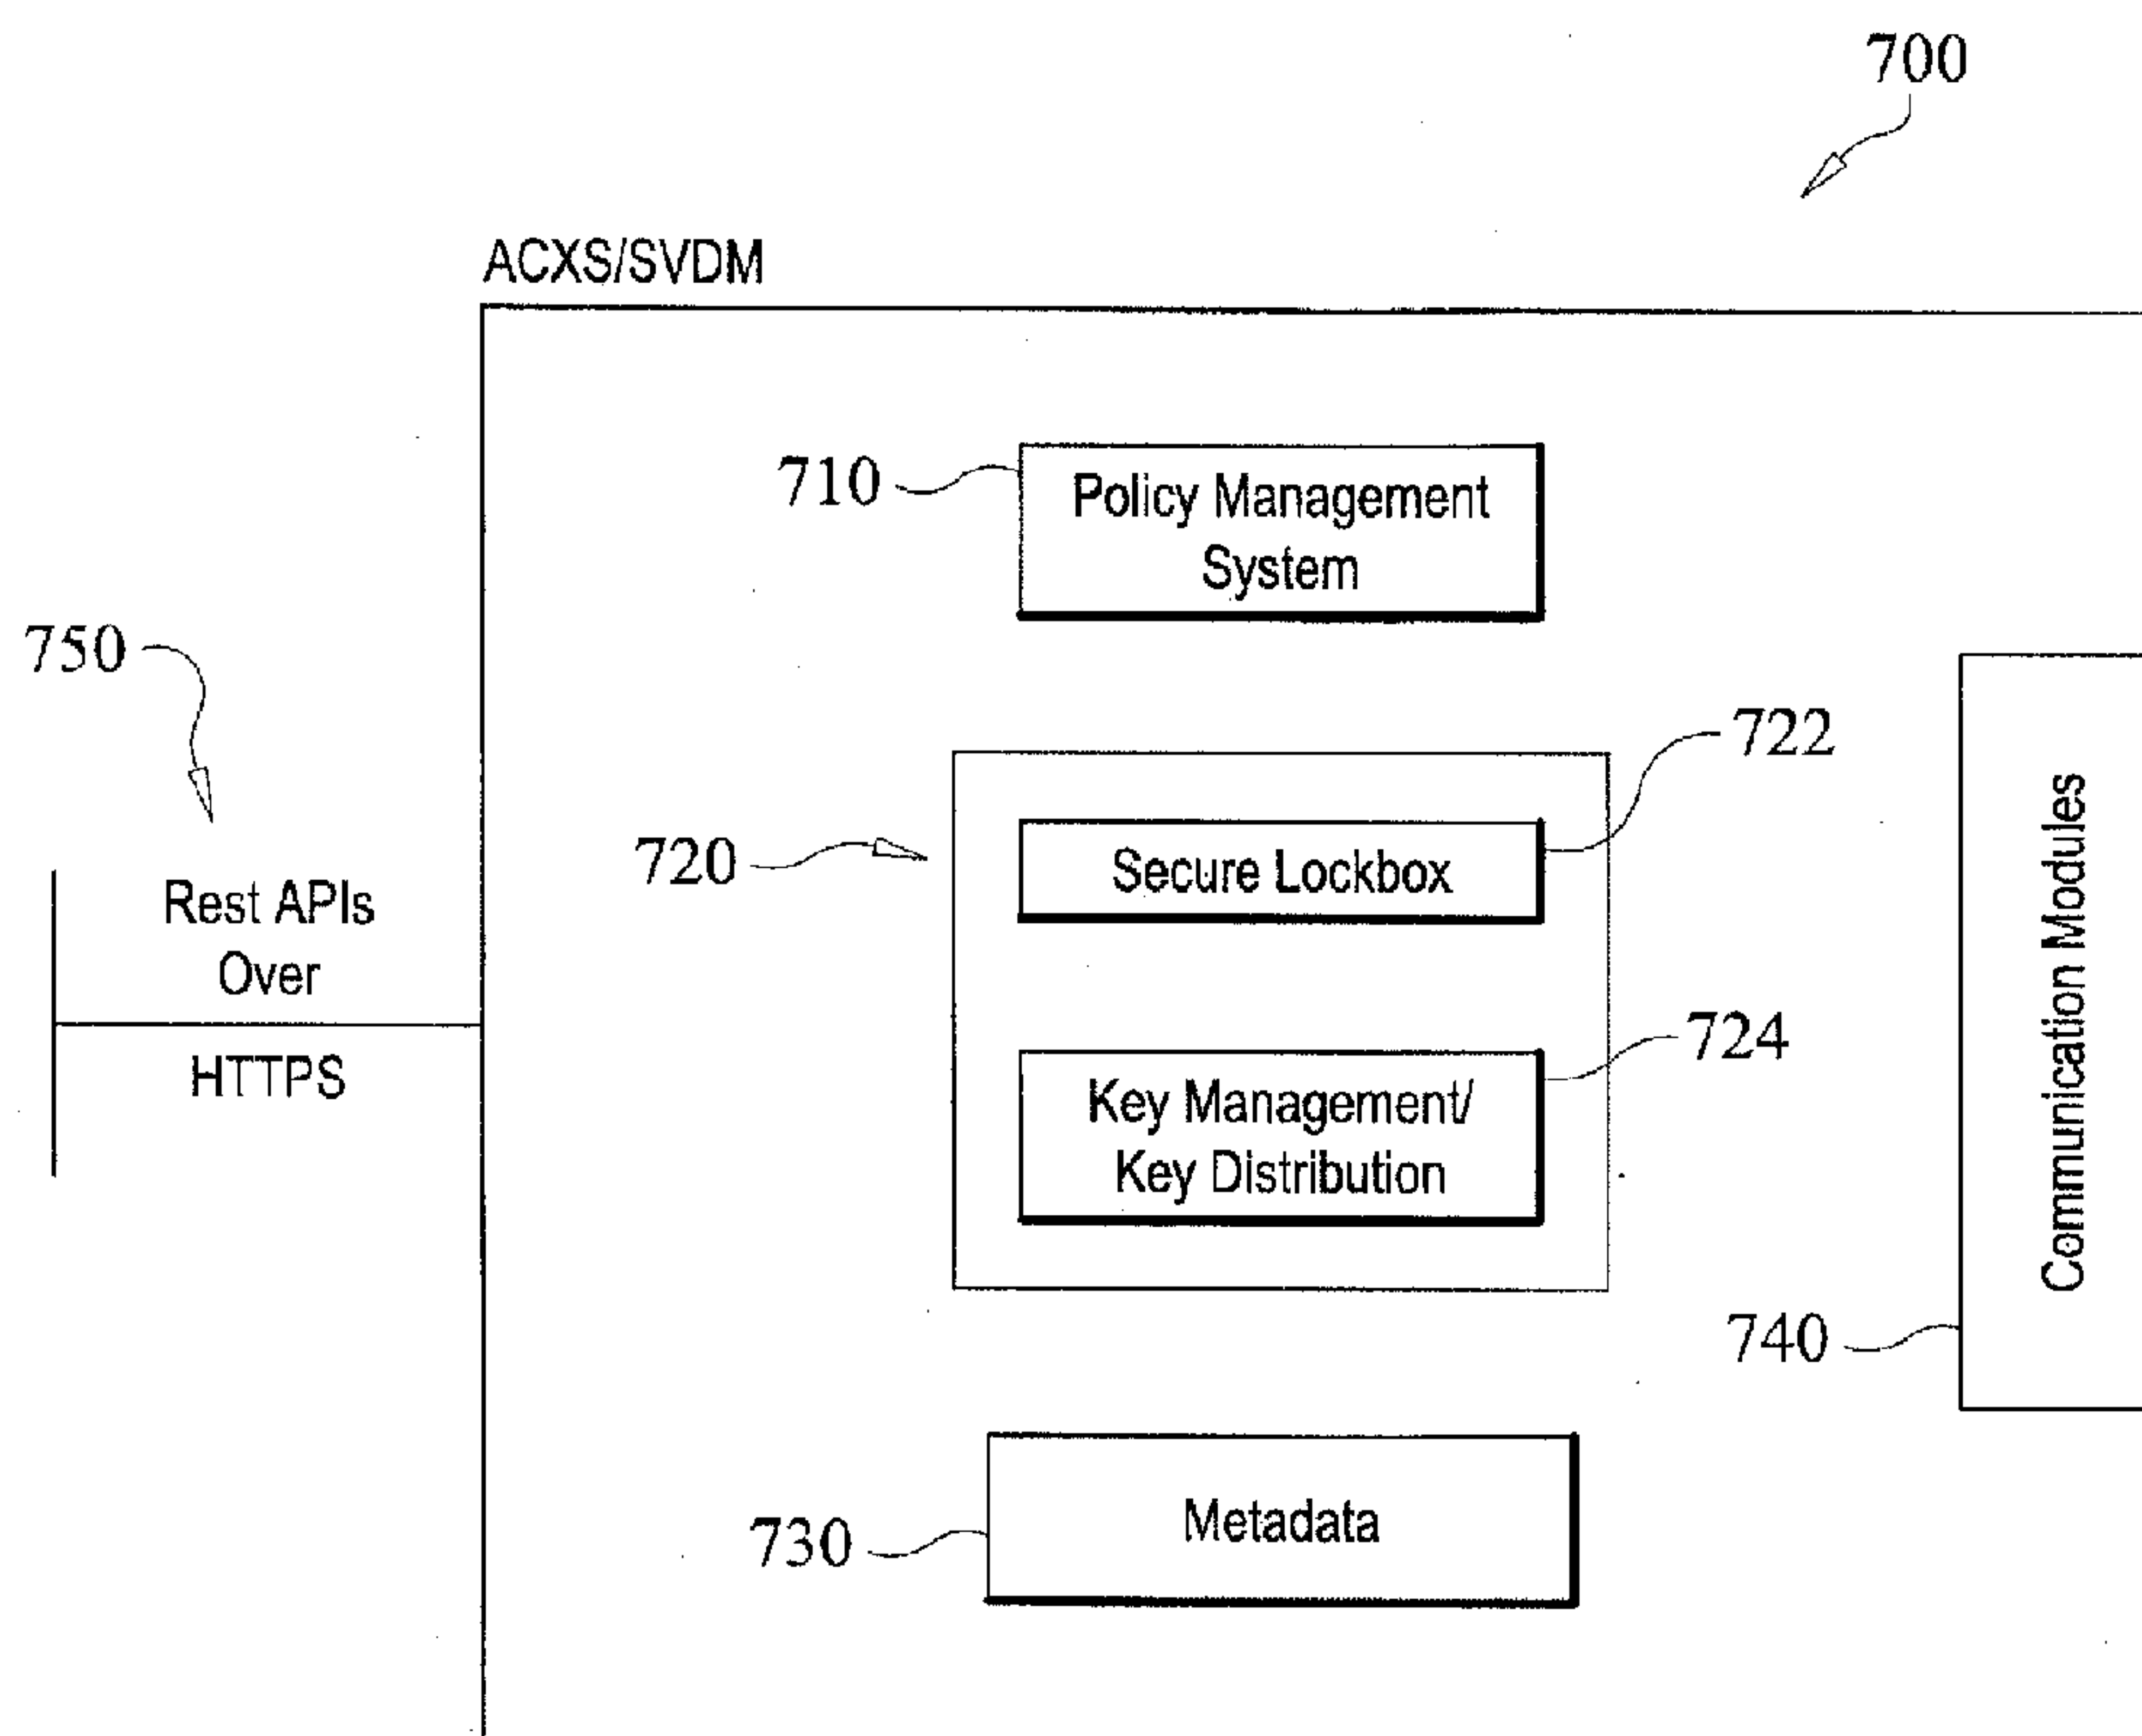 700
ACXS/SVDM
710
Policy Management
System
750
722
720
Secure Lockbox
Rest APIs
Over
HTTPS
724
Key Management/
Key Distribution
Communication Modules
740
730
Metadata